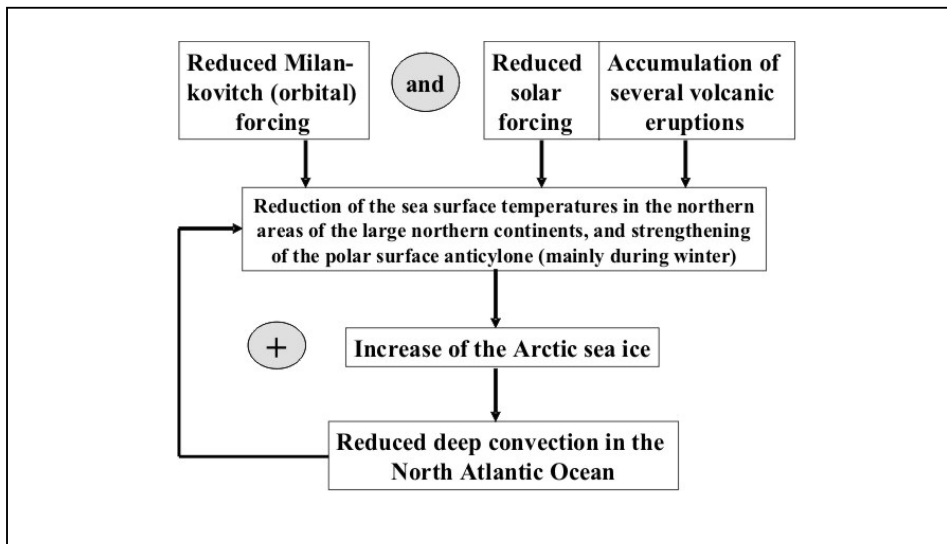 Reduced Milan-
kovitch (orbital)
forcing
and
Reduced
solar
forcing
Accumulation of
several volcanic
eruptions
Reduction of the sea surface temperatures in the northern
areas of the large northern continents, and strengthening
of the polar surface anticylone (mainly during winter)
+
Increase of the Arctic sea ice
Reduced deep convection in the
North Atlantic Ocean